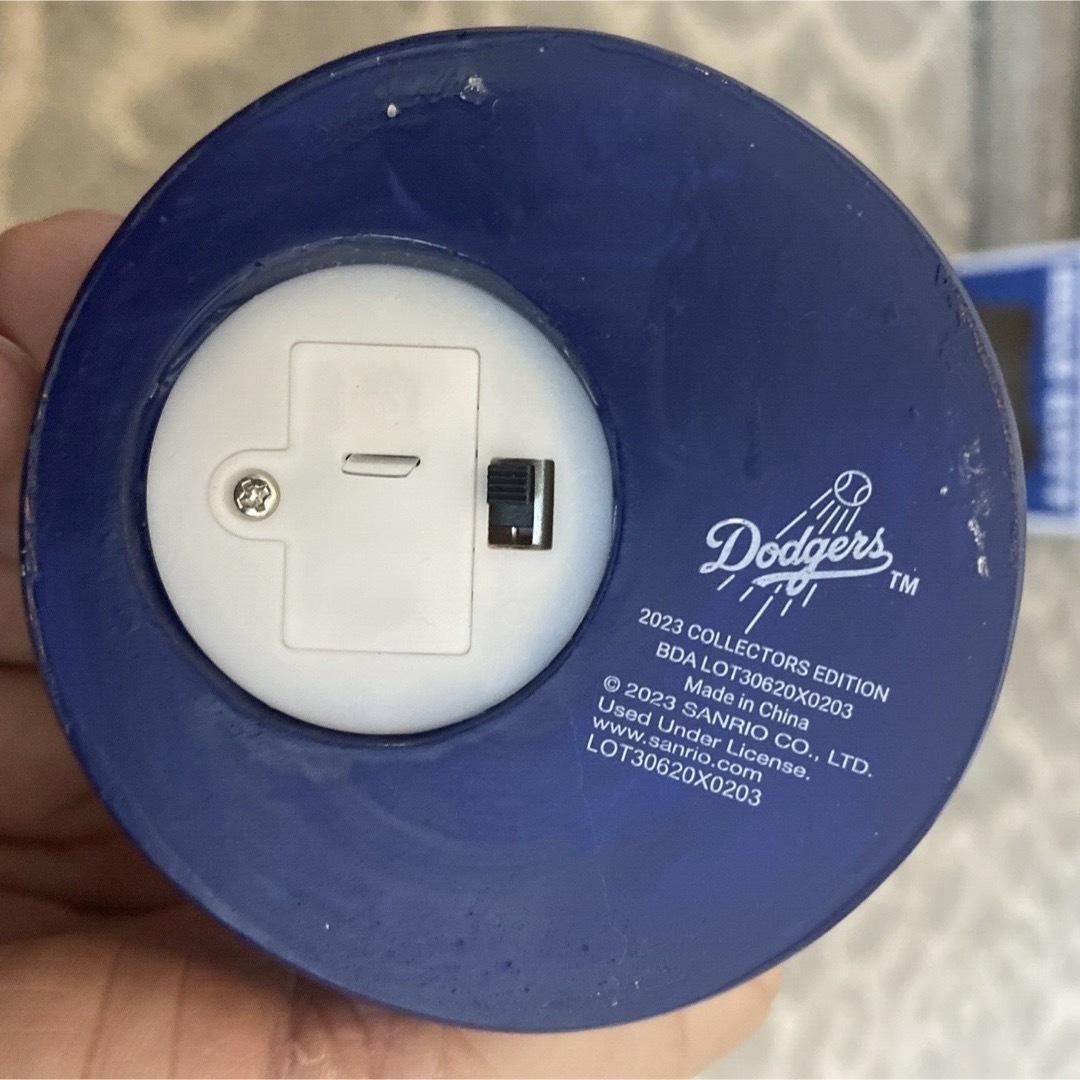 Dodgers TM
2023 COLLECTORS EDITION
BDA LOT30620X0203
Made in China
© 2023 SANRIO CO., LTD.
Used Under License.
www.sanrio.com
LOT30620X0203